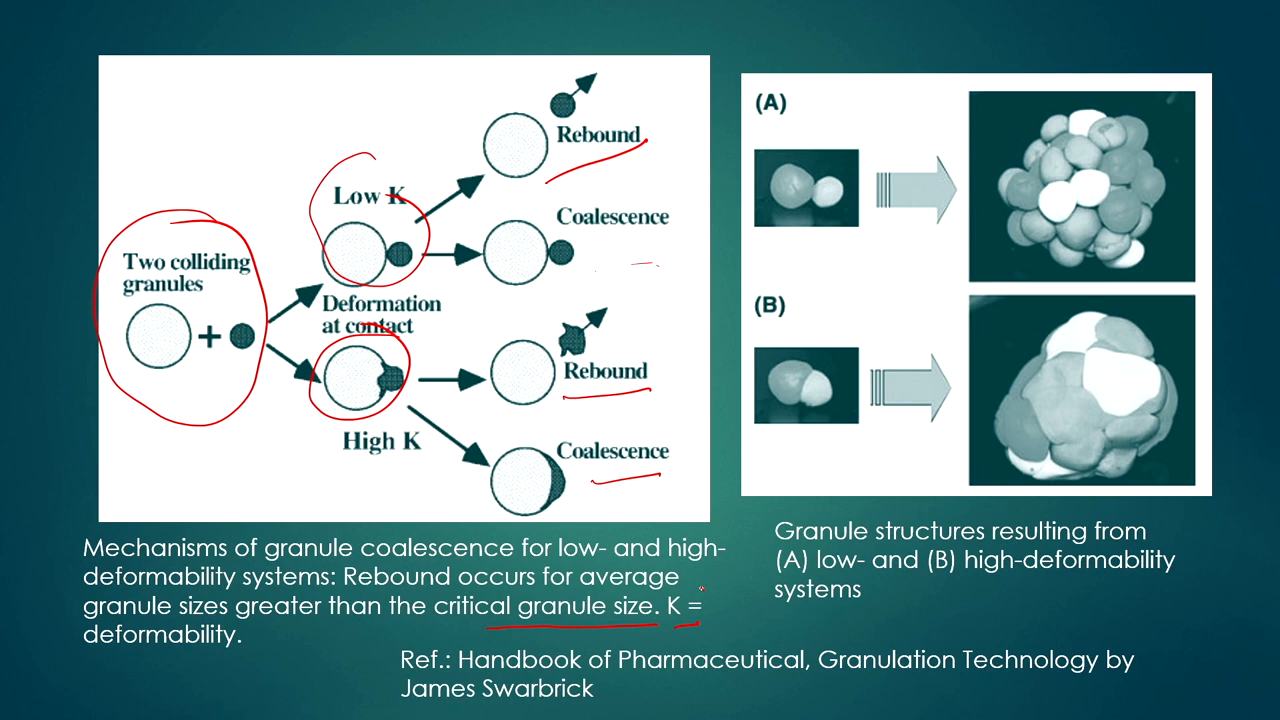 Two colliding
granules
+
Low K
Deformation
at contact
High K
Rebound
Coalescence
Rebound
Coalescence
Mechanisms of granule coalescence for low- and high-
deformability systems: Rebound occurs for average
granule sizes greater than the critical granule size. K =
deformability.
(A)
(B)
Granule structures resulting from
(A) low- and (B) high-deformability
systems
Ref.: Handbook of Pharmaceutical, Granulation Technology by
James Swarbrick